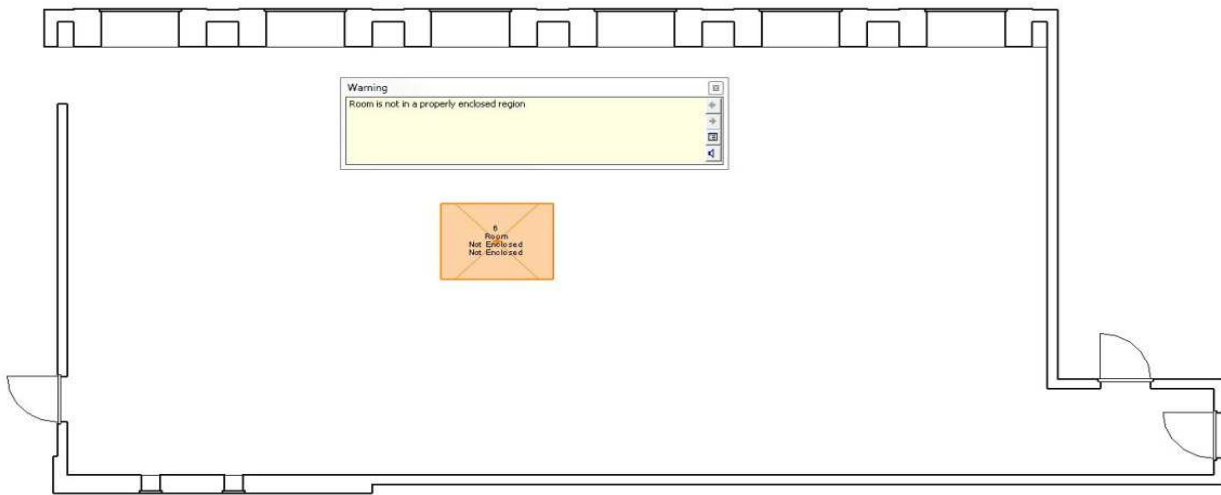 Warning
Room is not in a properly enclosed region
6
Room
Not Enclosed
Not Enclosed